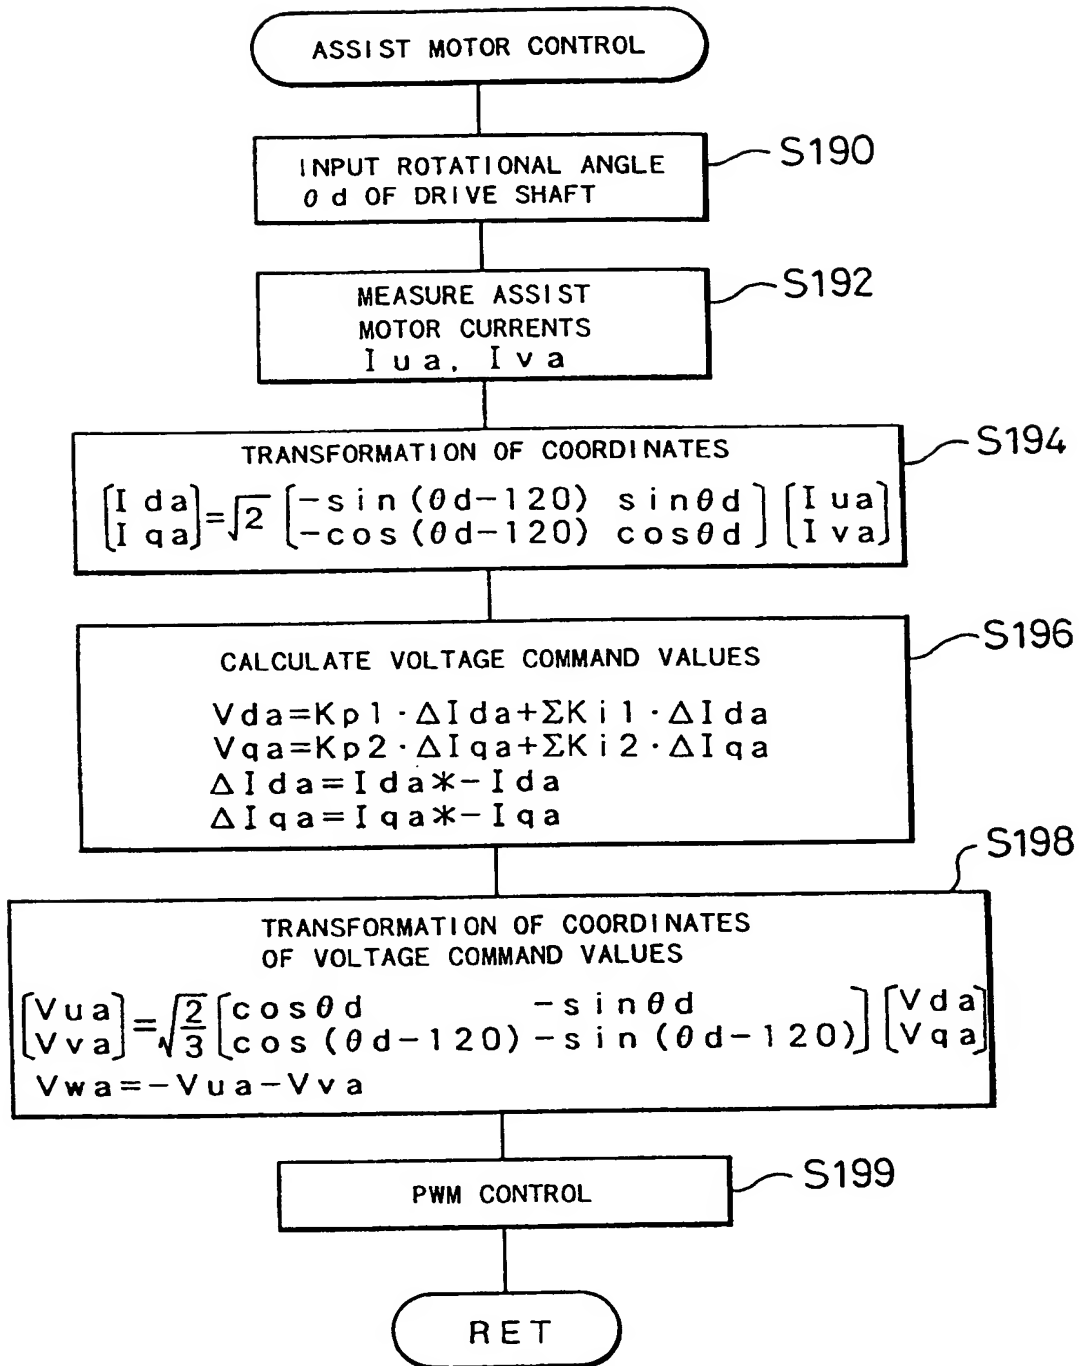 ASSIST MOTOR CONTROL
S190
INPUT ROTATIONAL ANGLE
θd OF DRIVE SHAFT
S192
MEASURE ASSIST
MOTOR CURRENTS
Iua, Iva
S194
TRANSFORMATION OF COORDINATES
[Ida] = √2 [-sin(θd-120) sinθd] [Iua]
[Iqa] [-cos(θd-120) cosθd] [Iva]
S196
CALCULATE VOLTAGE COMMAND VALUES
Vda=Kp1·ΔIda+ΣKi1·ΔIda
Vqa=Kp2·ΔIqa+ΣKi2·ΔIqa
ΔIda=Ida*-Ida
ΔIqa=Iqa*-Iqa
S198
TRANSFORMATION OF COORDINATES
OF VOLTAGE COMMAND VALUES
[Vua] = √2/3 [cosθd -sinθd] [Vda]
[Vva] [cos(θd-120) -sin(θd-120)] [Vqa]
Vwa=-Vua-Vva
S199
PWM CONTROL
RET